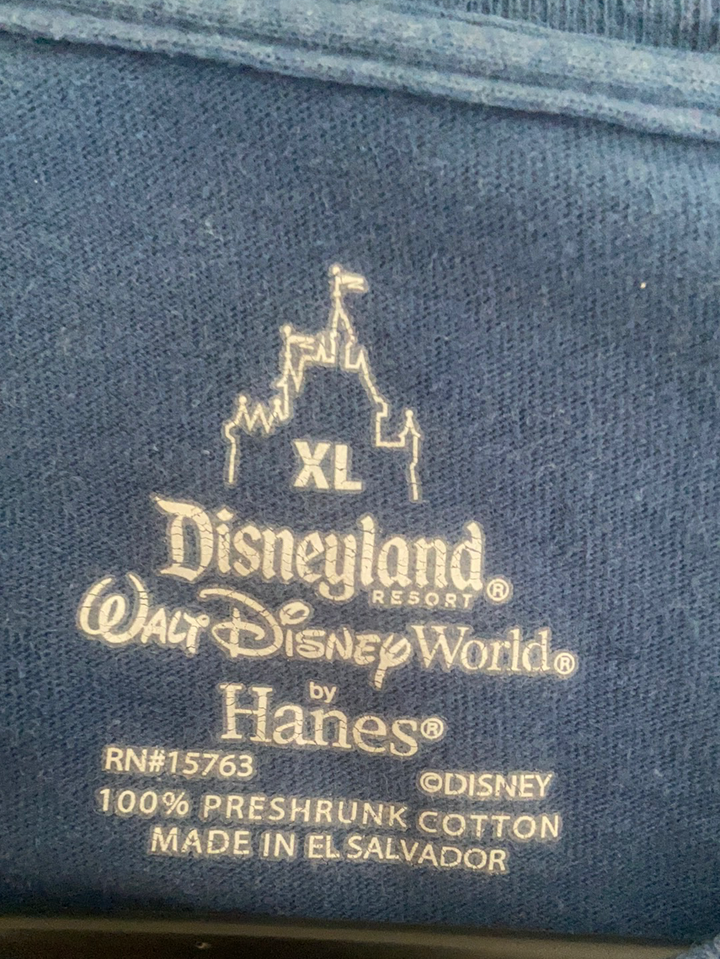 XL
Disneyland®
RESORT
Walt Disney World®
by
Hanes®
RN#15763
©DISNEY
100% PRESHRUNK COTTON
MADE IN EL SALVADOR